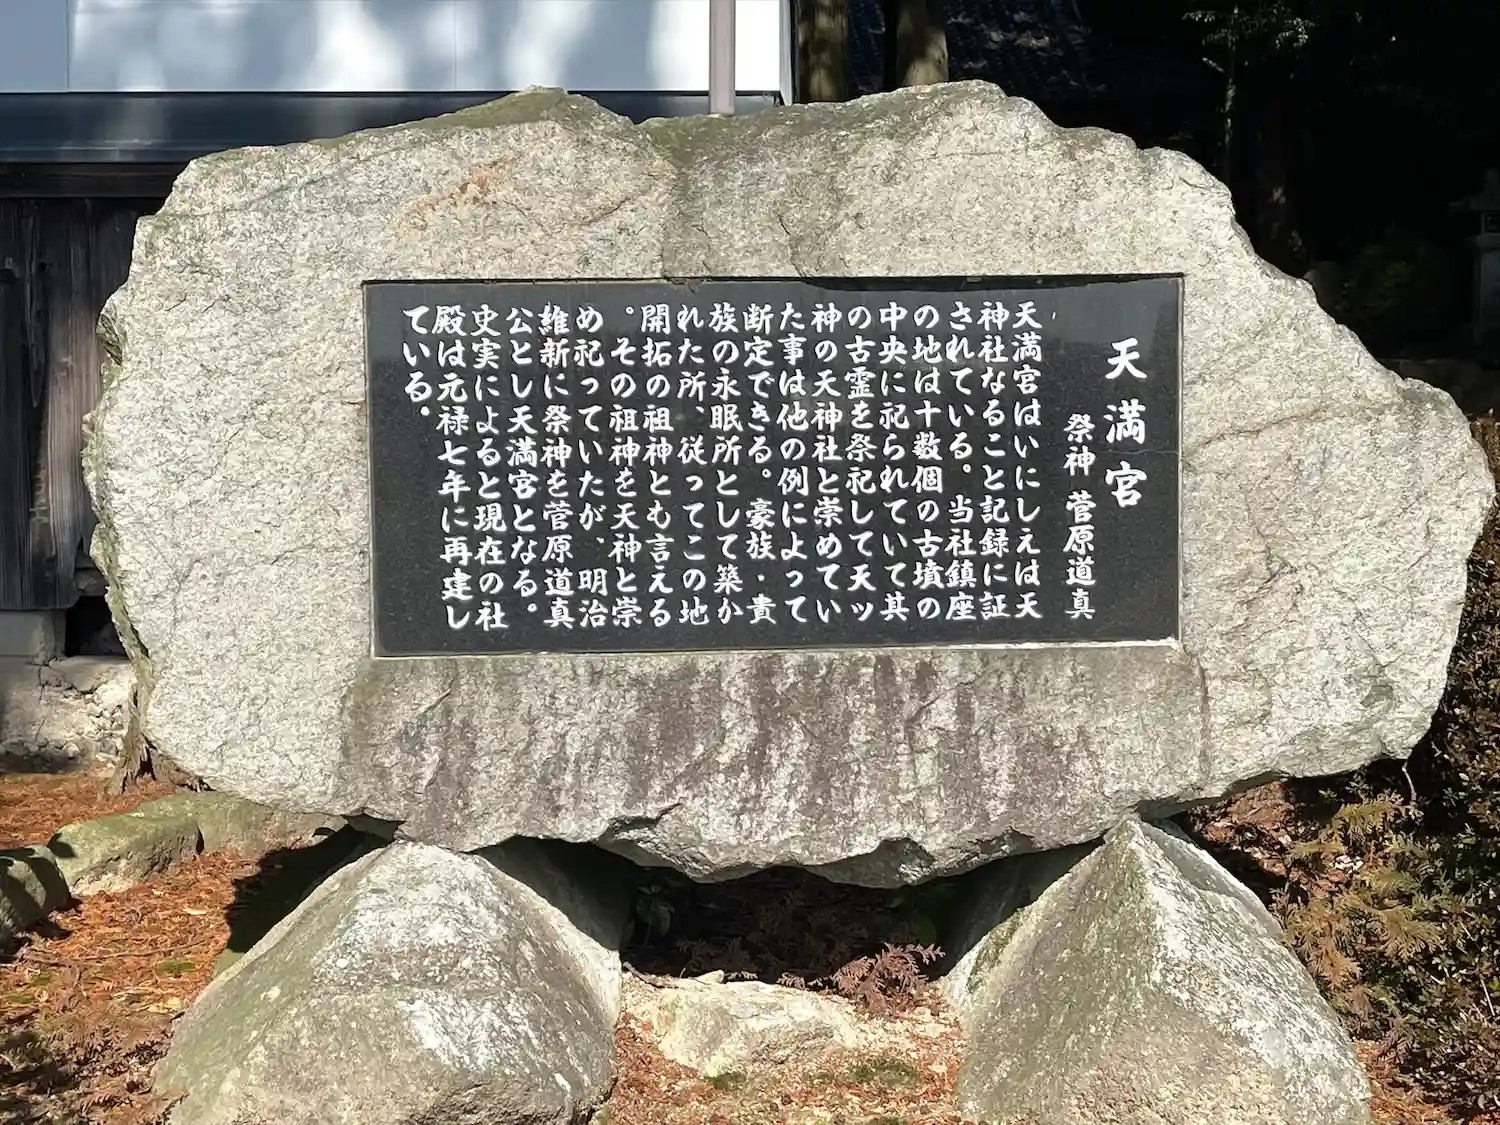 天満宮
祭神 菅原道真
天満宮はいにしえは天
神社なること記録に証
されている。当社鎮座
の地は十数個の古墳の
中央に祀られていて其
の古霊を祭祀して天ッ
神の天神社と崇めてい
た事は他の例によって
断定できる。豪族・貴
族の永眠所として築か
れた所、従ってこの地
開拓の祖神とも言える
。その祖神を天神と崇
め祀っていたが、明治
維新に祭神を菅原道真
公とし天満宮となる。
史実によると現在の社
殿は元禄七年に再建し
ている。